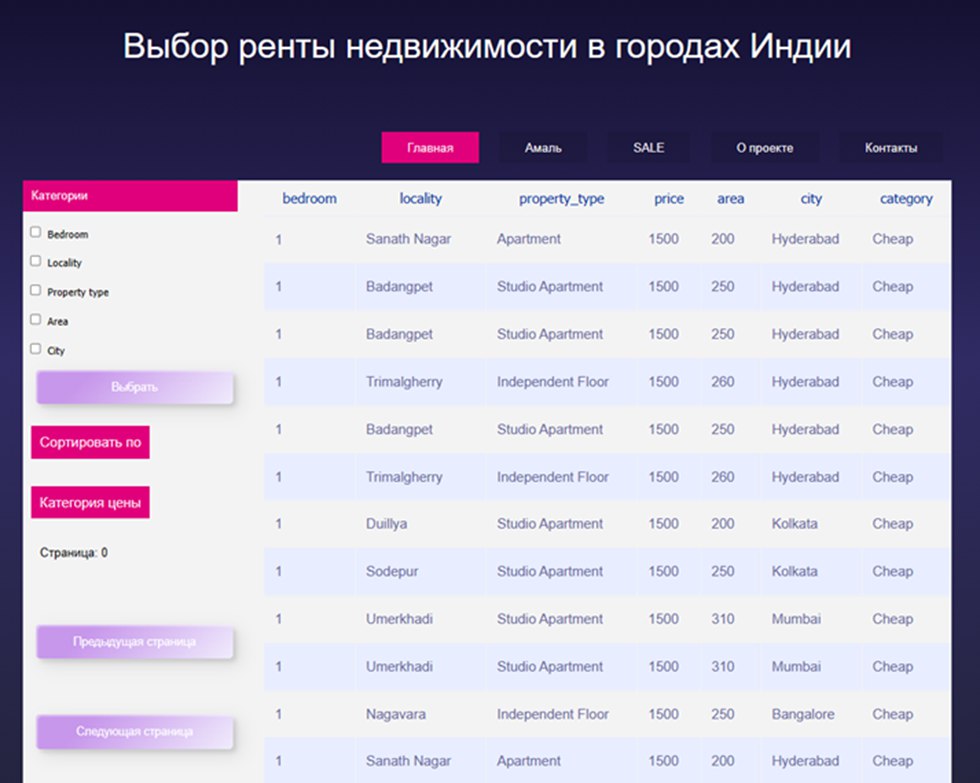 Выбор ренты недвижимости в городах Индии
Главная Амаль SALE О проекте Контакты
Категории
Bedroom
Locality
Property type
Area
City
Выбрать
Сортировать по
Категория цены
Страница: 0
Предыдущая страница
Следующая страница
bedroom locality property_type price area city category
1 Sanath Nagar Apartment 1500 200 Hyderabad Cheap
1 Badangpet Studio Apartment 1500 250 Hyderabad Cheap
1 Badangpet Studio Apartment 1500 250 Hyderabad Cheap
1 Trimalgherry Independent Floor 1500 260 Hyderabad Cheap
1 Badangpet Studio Apartment 1500 250 Hyderabad Cheap
1 Trimalgherry Independent Floor 1500 260 Hyderabad Cheap
1 Duillya Studio Apartment 1500 200 Kolkata Cheap
1 Sodepur Studio Apartment 1500 250 Kolkata Cheap
1 Umerkhadi Studio Apartment 1500 310 Mumbai Cheap
1 Umerkhadi Studio Apartment 1500 310 Mumbai Cheap
1 Nagavara Independent Floor 1500 250 Bangalore Cheap
1 Sanath Nagar Apartment 1500 200 Hyderabad Cheap